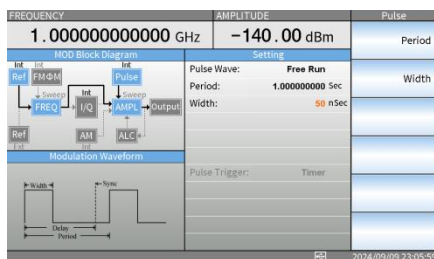 FREQUENCY AMPLITUDE Pulse
1.000000000000 GHz -140.00 dBm
Period
MOD Block Diagram Setting
Int Int Int
Ref FMΦM Pulse
Pulse Wave: Free Run
Period: 1.000000000 Sec
Width: 50 nSec
Width
Sweep Int Sweep
FREQ I/Q AMPL Output
Ref AM ALC
Ext Int
Modulation Waveform
Pulse Trigger: Timer
Width Sync
Delay
Period
2024/09/09 23:05:59